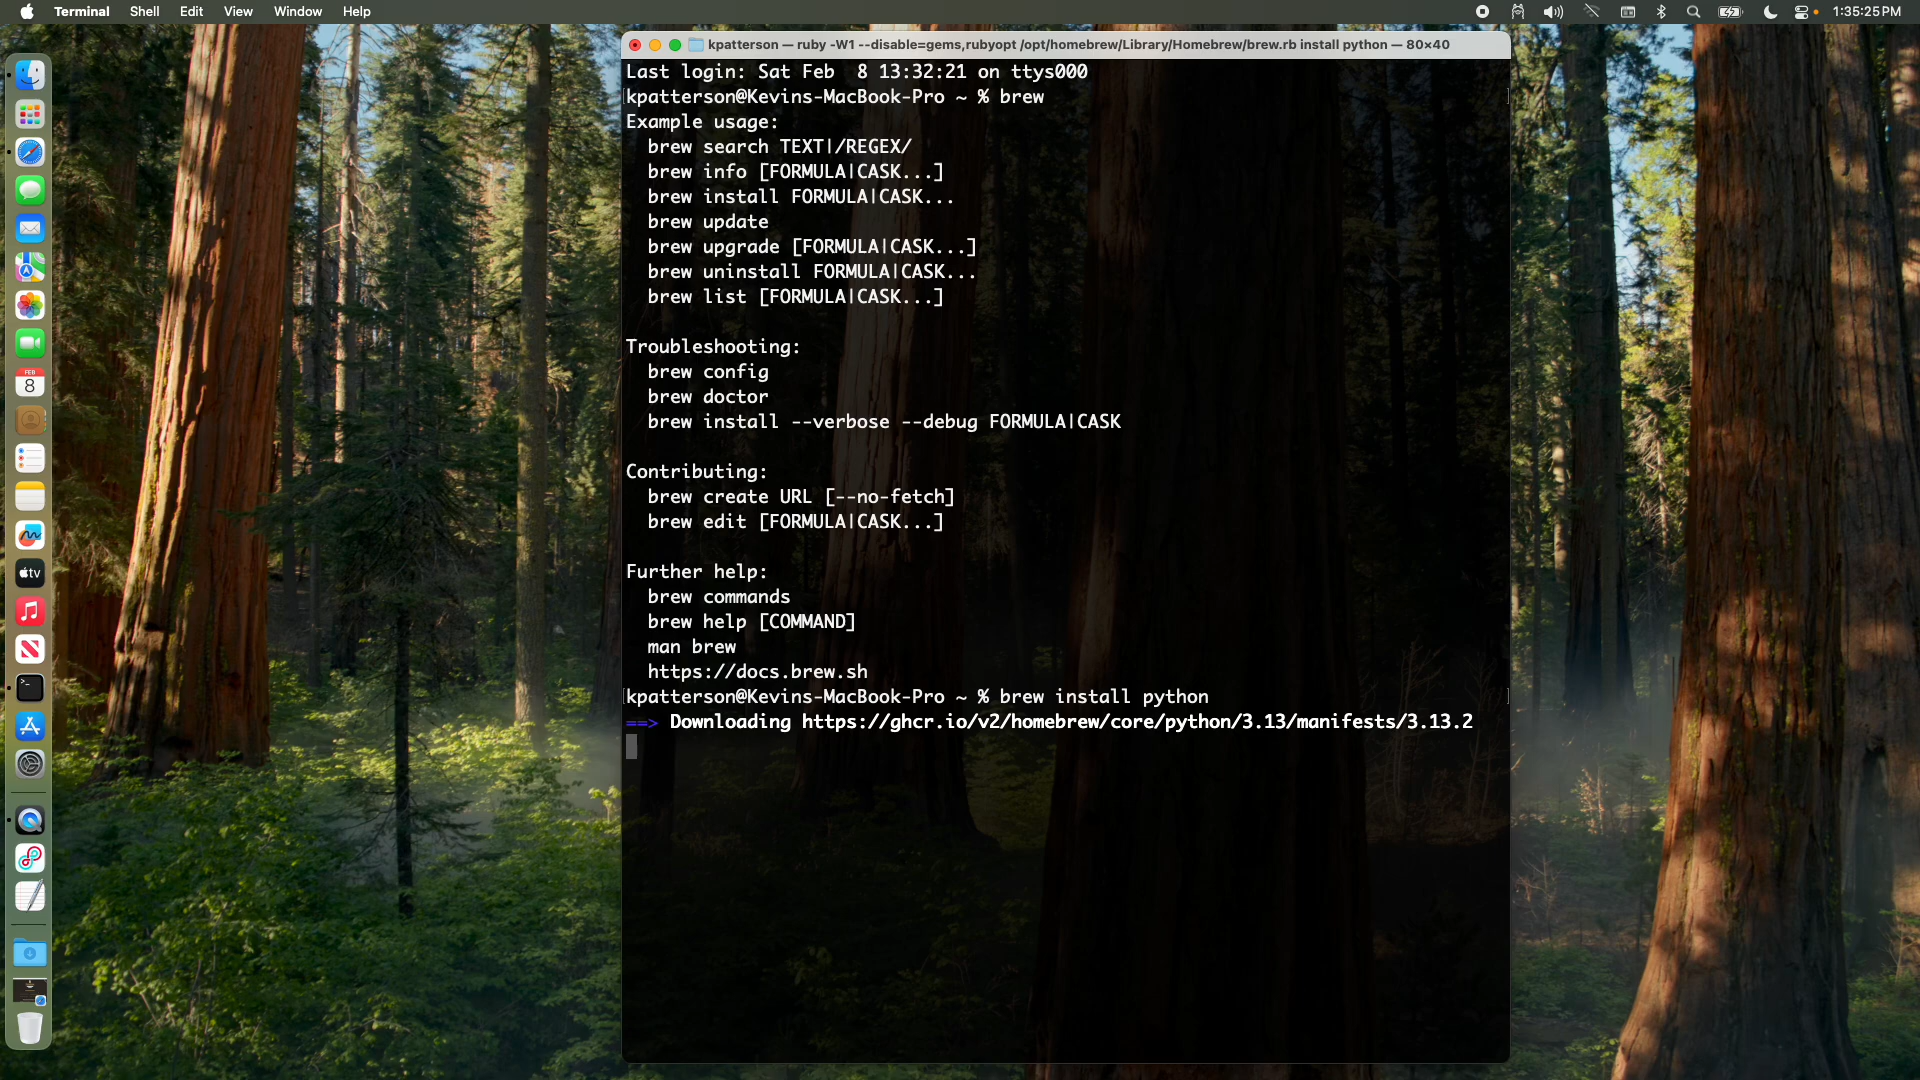 Terminal Shell Edit View Window Help 1:35:25 PM
kpatterson — ruby -W1 --disable=gems,rubyopt /opt/homebrew/Library/Homebrew/brew.rb install python — 80×40
Last login: Sat Feb  8 13:32:21 on ttys000
[kpatterson@Kevins-MacBook-Pro ~ % brew ]
Example usage:
  brew search TEXT|/REGEX/
  brew info [FORMULA|CASK...]
  brew install FORMULA|CASK...
  brew update
  brew upgrade [FORMULA|CASK...]
  brew uninstall FORMULA|CASK...
  brew list [FORMULA|CASK...]
Troubleshooting:
  brew config
  brew doctor
  brew install --verbose --debug FORMULA|CASK
Contributing:
  brew create URL [--no-fetch]
  brew edit [FORMULA|CASK...]
Further help:
  brew commands
  brew help [COMMAND]
  man brew
  https://docs.brew.sh
[kpatterson@Kevins-MacBook-Pro ~ % brew install python ]
==> Downloading https://ghcr.io/v2/homebrew/core/python/3.13/manifests/3.13.2
FEB
8
tv